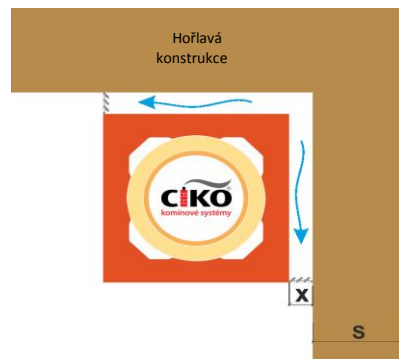 Hořlavá
konstrukce
CIKO®
komínové systémy
X
S